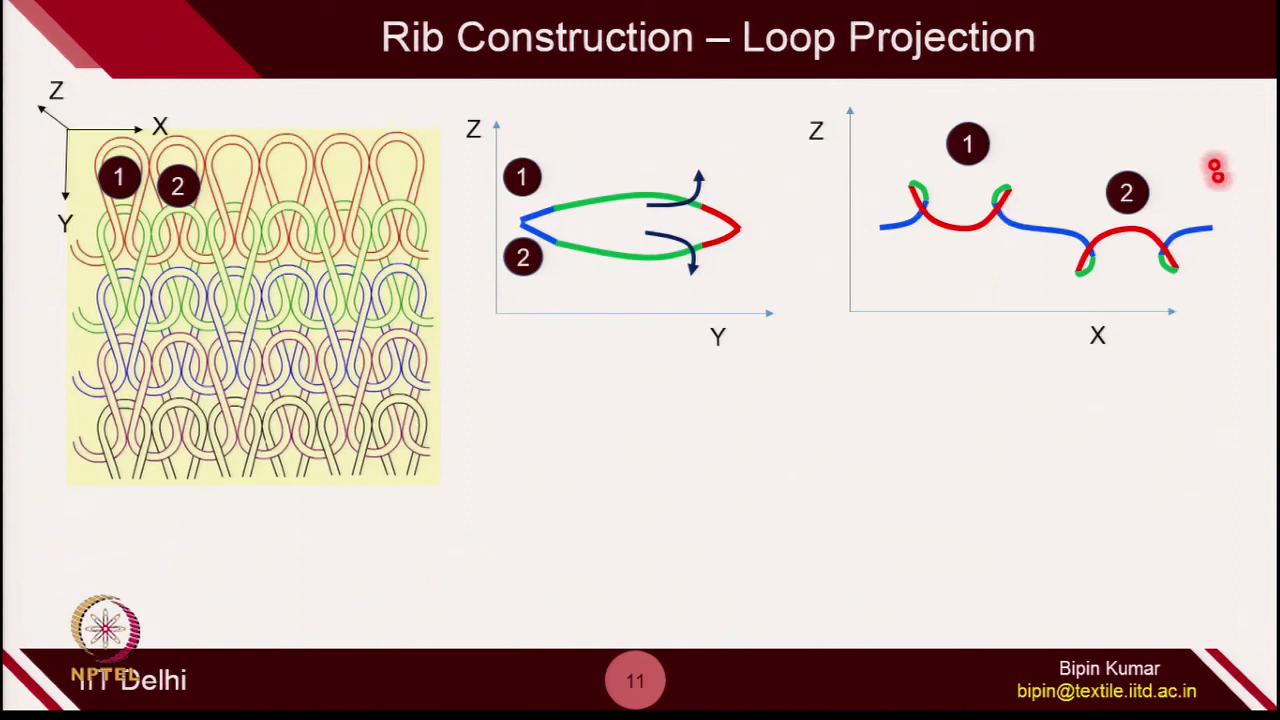 Rib Construction – Loop Projection
Z
X
Y
1
2
Z
1
2
Y
Z
1
2
X
NPTEL
IIT Delhi
11
Bipin Kumar
bipin@textile.iitd.ac.in